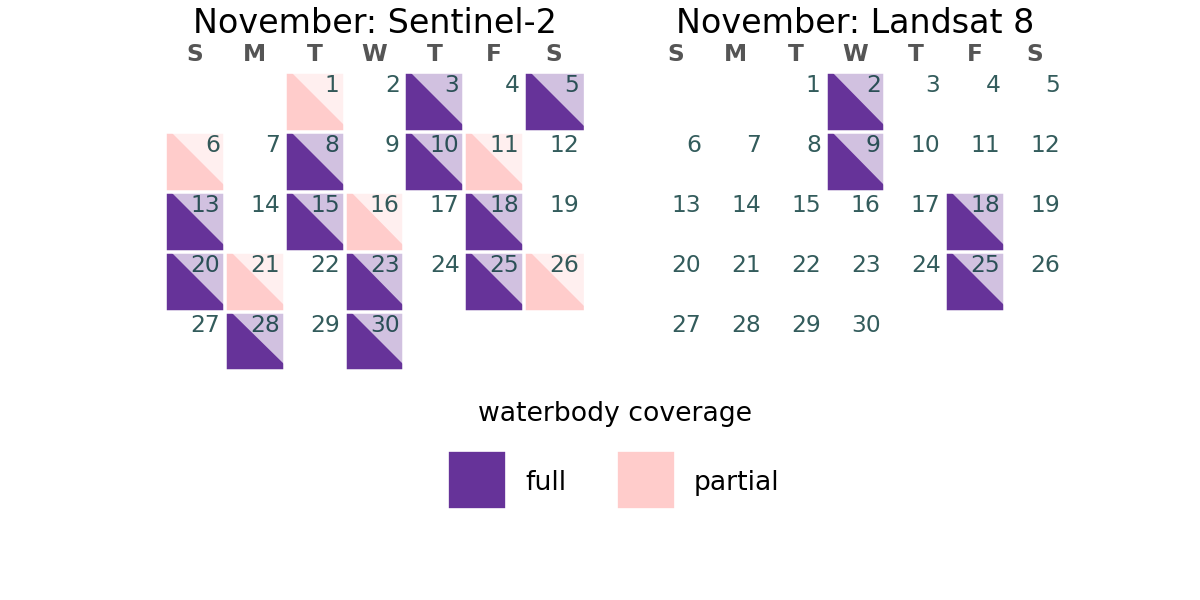 November: Sentinel-2
S M T W T F S
1 2 3 4 5
6 7 8 9 10 11 12
13 14 15 16 17 18 19
20 21 22 23 24 25 26
27 28 29 30
November: Landsat 8
S M T W T F S
1 2 3 4 5
6 7 8 9 10 11 12
13 14 15 16 17 18 19
20 21 22 23 24 25 26
27 28 29 30
waterbody coverage
full partial